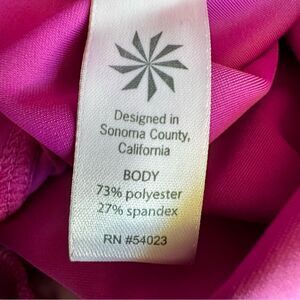 Designed in
Sonoma County,
California
BODY
73% polyester
27% spandex
RN #54023